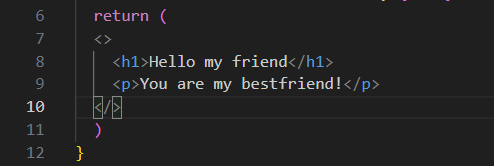 6 return (
7 <>
8 <h1>Hello my friend</h1>
9 <p>You are my bestfriend!</p>
10 </>
11 )
12 }